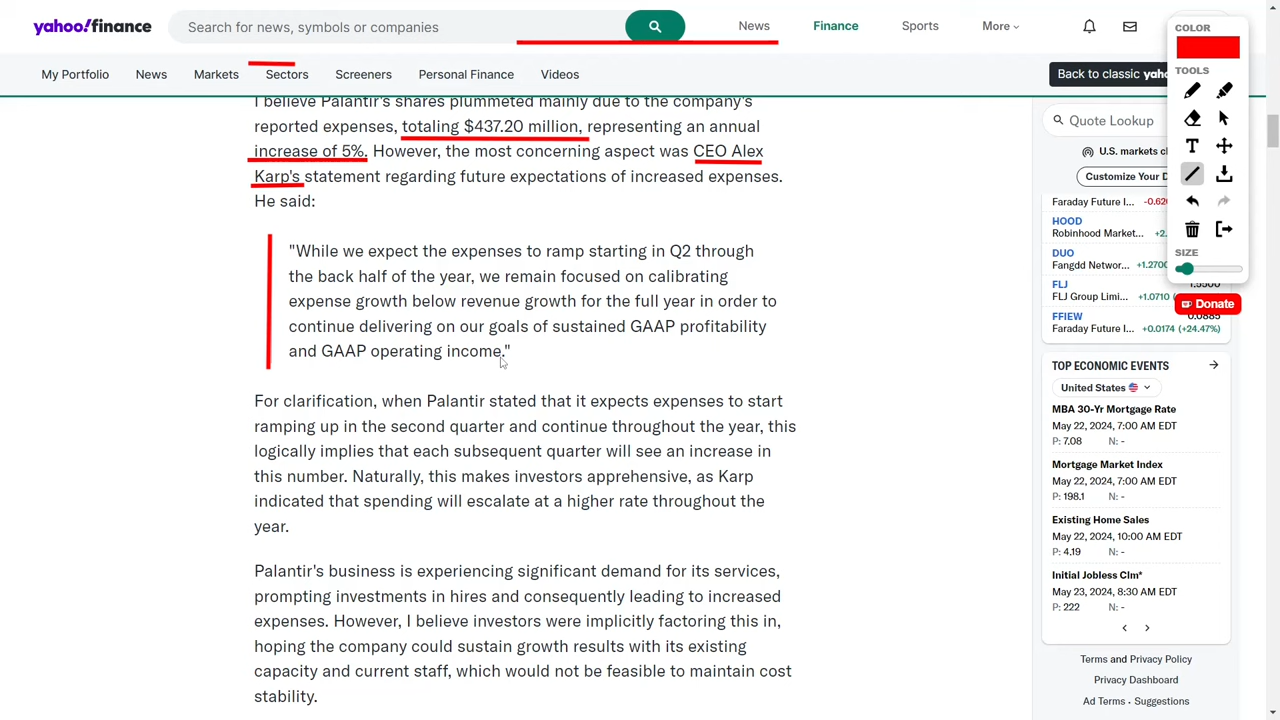 yahoo!finance
Search for news, symbols or companies
News
Finance
Sports
More
My Portfolio
News
Markets
Sectors
Screeners
Personal Finance
Videos
Back to classic
I believe Palantir's shares plummeted mainly due to the company's
reported expenses, totaling $437.20 million, representing an annual
increase of 5%. However, the most concerning aspect was CEO Alex
Karp's statement regarding future expectations of increased expenses.
He said:
"While we expect the expenses to ramp starting in Q2 through
the back half of the year, we remain focused on calibrating
expense growth below revenue growth for the full year in order to
continue delivering on our goals of sustained GAAP profitability
and GAAP operating income."
For clarification, when Palantir stated that it expects expenses to start
ramping up in the second quarter and continue throughout the year, this
logically implies that each subsequent quarter will see an increase in
this number. Naturally, this makes investors apprehensive, as Karp
indicated that spending will escalate at a higher rate throughout the
year.
Palantir's business is experiencing significant demand for its services,
prompting investments in hires and consequently leading to increased
expenses. However, I believe investors were implicitly factoring this in,
hoping the company could sustain growth results with its existing
capacity and current staff, which would not be feasible to maintain cost
stability.
COLOR
TOOLS
T
SIZE
Donate
Quote Lookup
U.S. markets
Customize Your
Faraday Future I...
HOOD
Robinhood Market...
DUO
Fangdd Networ...
+1.2700
FLJ
1.5500
FLJ Group Limi...
+1.0710
FFIEW
0.0885
Faraday Future I...
+0.0174 (+24.47%)
TOP ECONOMIC EVENTS
United States
MBA 30-Yr Mortgage Rate
May 22, 2024, 7:00 AM EDT
P: 7.08 N: -
Mortgage Market Index
May 22, 2024, 7:00 AM EDT
P: 198.1 N: -
Existing Home Sales
May 22, 2024, 10:00 AM EDT
P: 4.19 N: -
Initial Jobless Clm*
May 23, 2024, 8:30 AM EDT
P: 222 N: -
Terms and Privacy Policy
Privacy Dashboard
Ad Terms • Suggestions